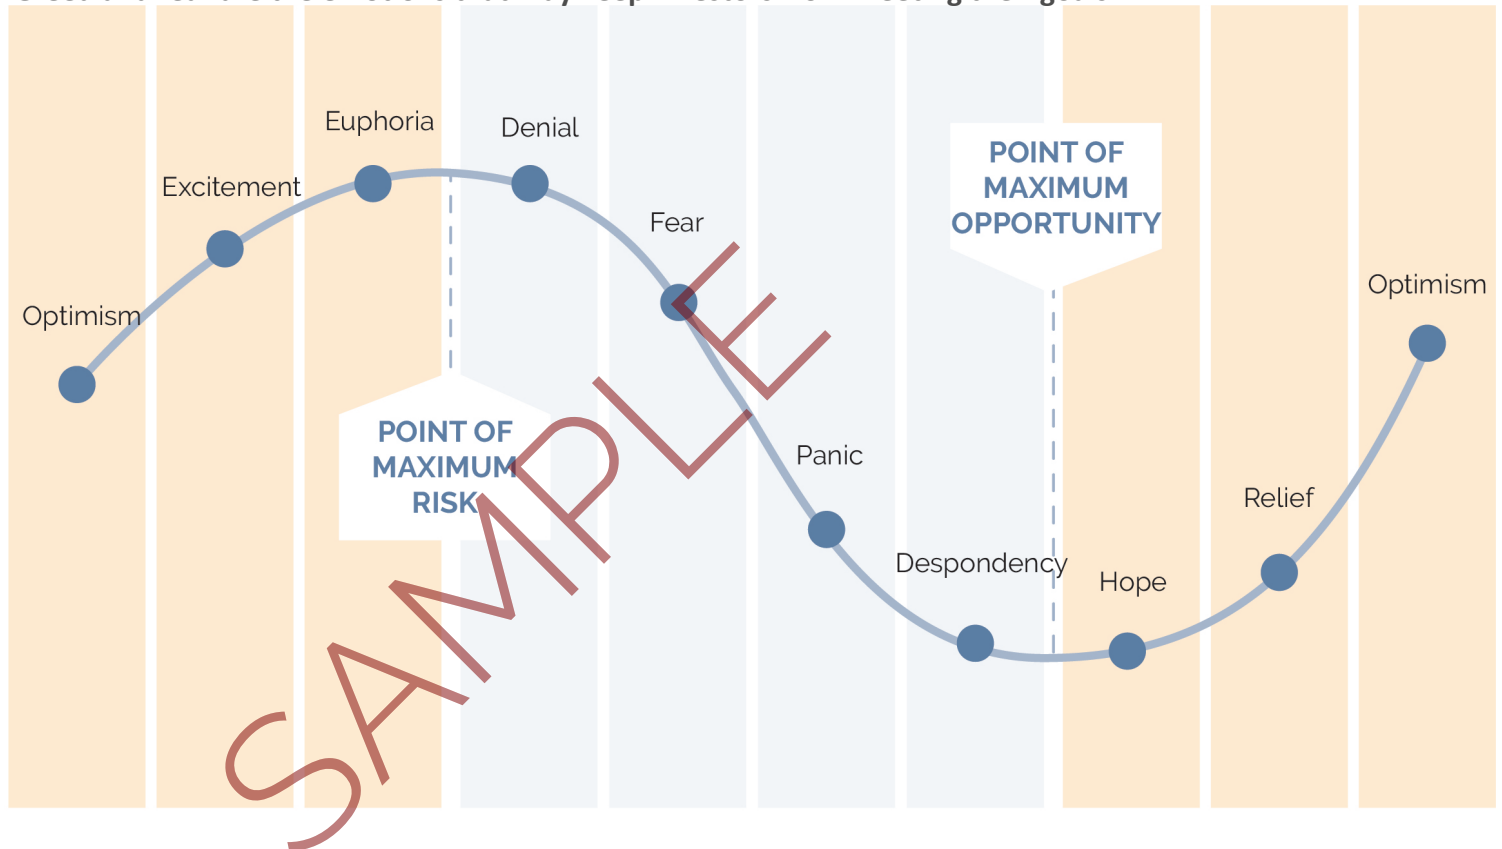 Euphoria
Denial
Excitement
Fear
Optimism
POINT OF
MAXIMUM
RISK
POINT OF
MAXIMUM
OPPORTUNITY
Panic
Despondency
Hope
Relief
Optimism
SAMPLE